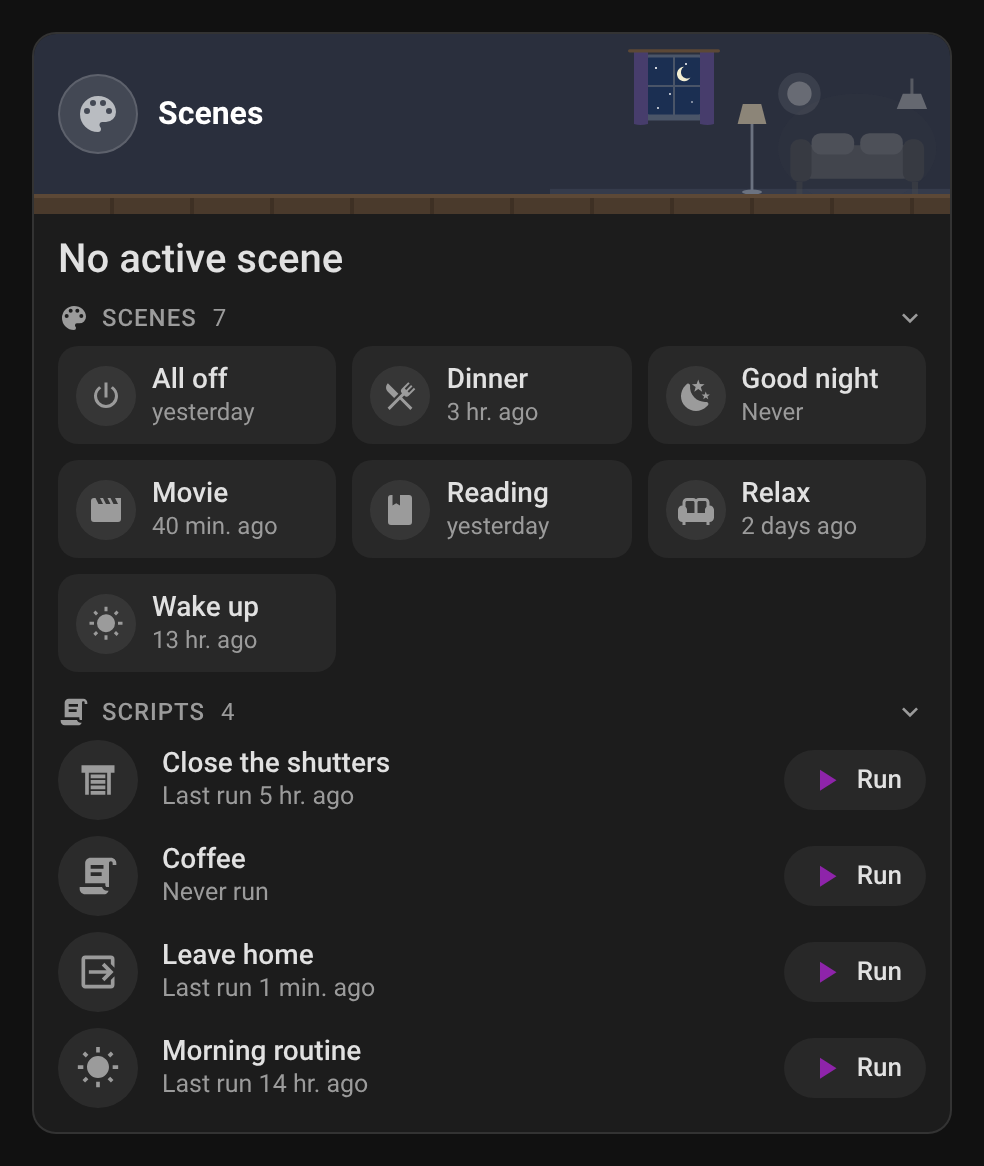 Scenes
No active scene
SCENES 7
All off
yesterday
Dinner
3 hr. ago
Good night
Never
Movie
40 min. ago
Reading
yesterday
Relax
2 days ago
Wake up
13 hr. ago
SCRIPTS 4
Close the shutters
Last run 5 hr. ago
Run
Coffee
Never run
Run
Leave home
Last run 1 min. ago
Run
Morning routine
Last run 14 hr. ago
Run